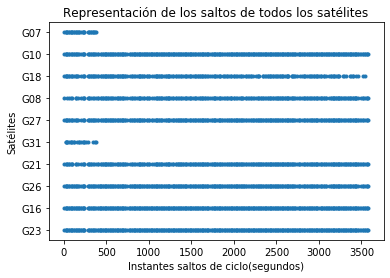 Representación de los saltos de todos los satélites
Satélites
G07
G10
G18
G08
G27
G31
G21
G26
G16
G23
0 500 1000 1500 2000 2500 3000 3500
Instantes saltos de ciclo(segundos)